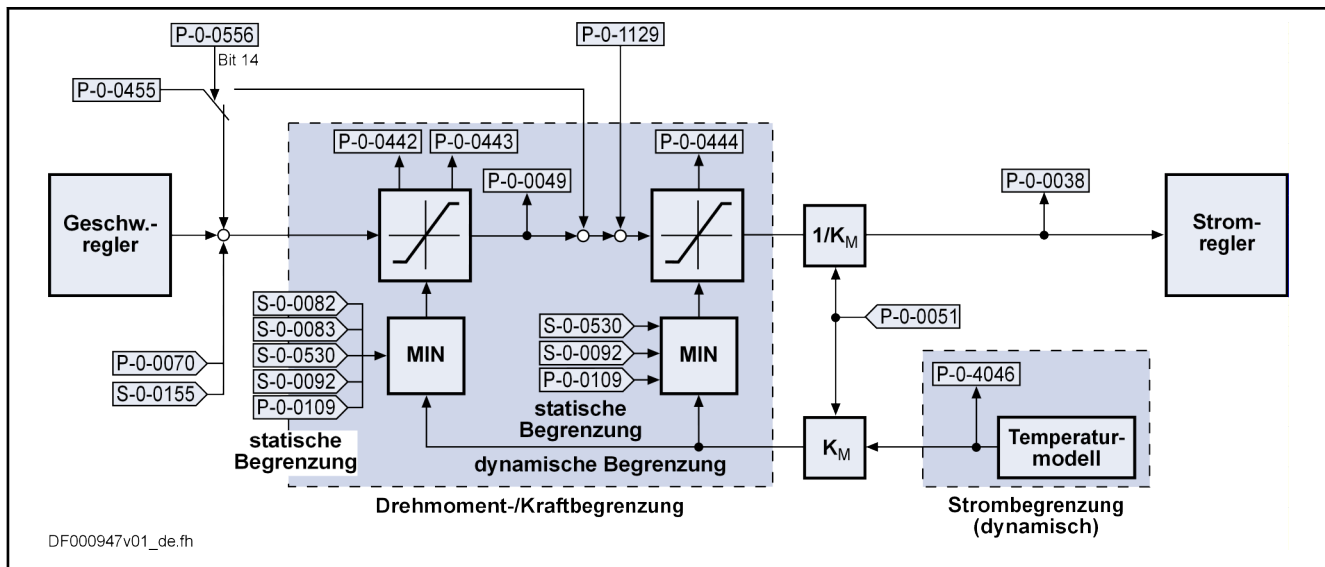 P-0-0556
P-0-1129
Bit 14
P-0-0455
P-0-0442
P-0-0443
P-0-0444
P-0-0049
P-0-0038
Geschw.-
regler
1/KM
Strom-
regler
S-0-0082
S-0-0083
S-0-0530
S-0-0092
P-0-0109
MIN
S-0-0530
S-0-0092
P-0-0109
MIN
P-0-0051
P-0-0070
S-0-0155
P-0-4046
statische
Begrenzung
statische
Begrenzung
dynamische Begrenzung
KM
Temperatur-
modell
Drehmoment-/Kraftbegrenzung
Strombegrenzung
(dynamisch)
DF000947v01_de.fh